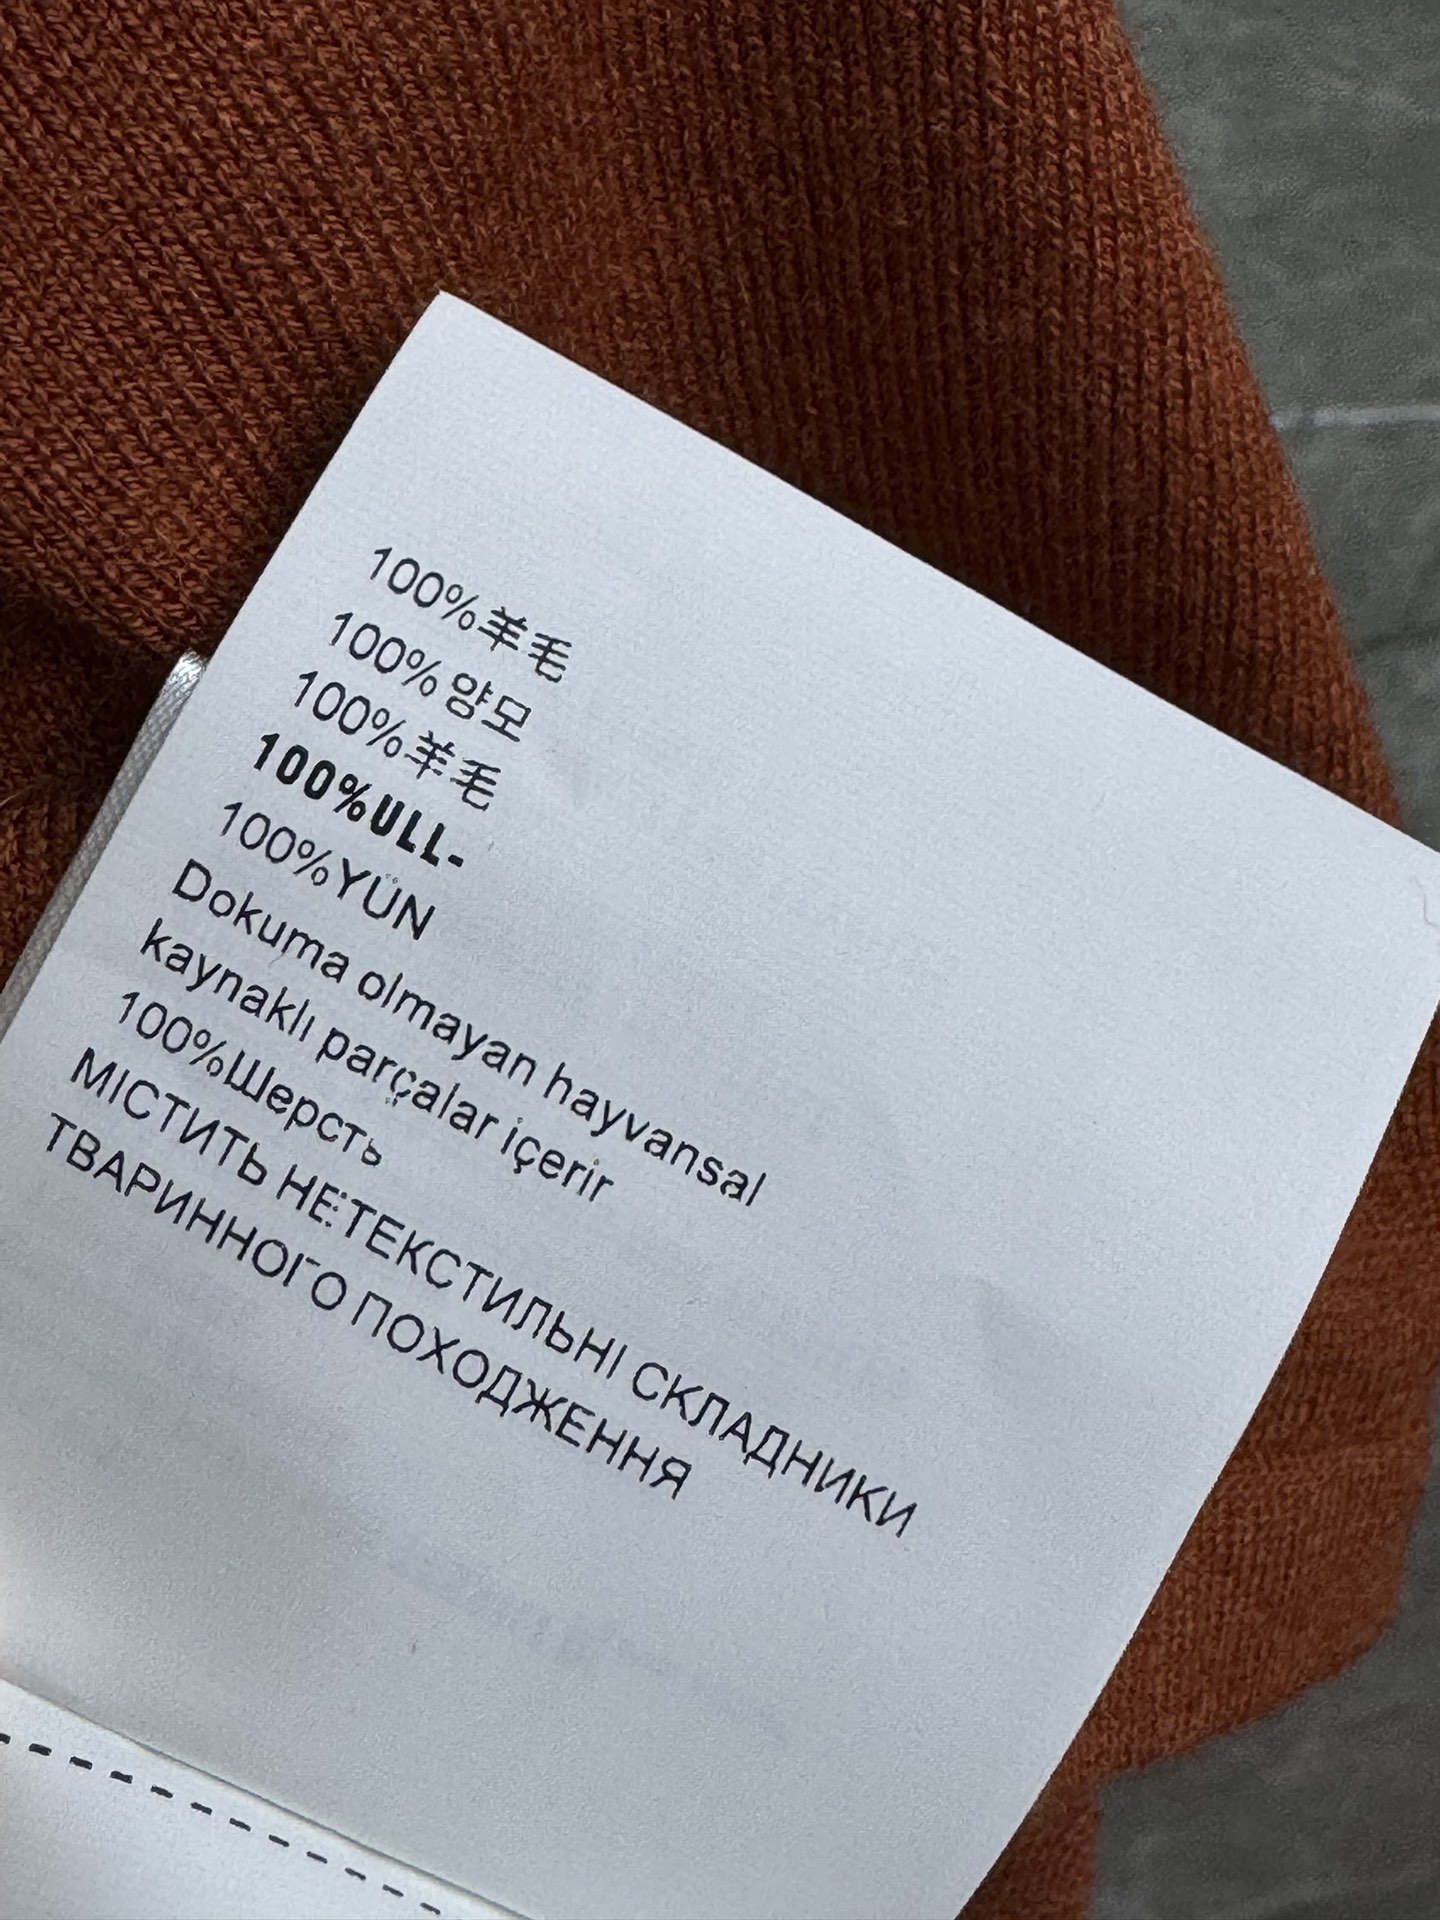 100%羊毛
100%양모
100%羊毛
100%ULL-
100%YÜN
Dokuma olmayan hayvansal
kaynaklı parçalar içerir
100%Шерсть
МІСТИТЬ НЕТЕКСТИЛЬНІ СКЛАДНИКИ
ТВАРИННОГО ПОХОДЖЕННЯ